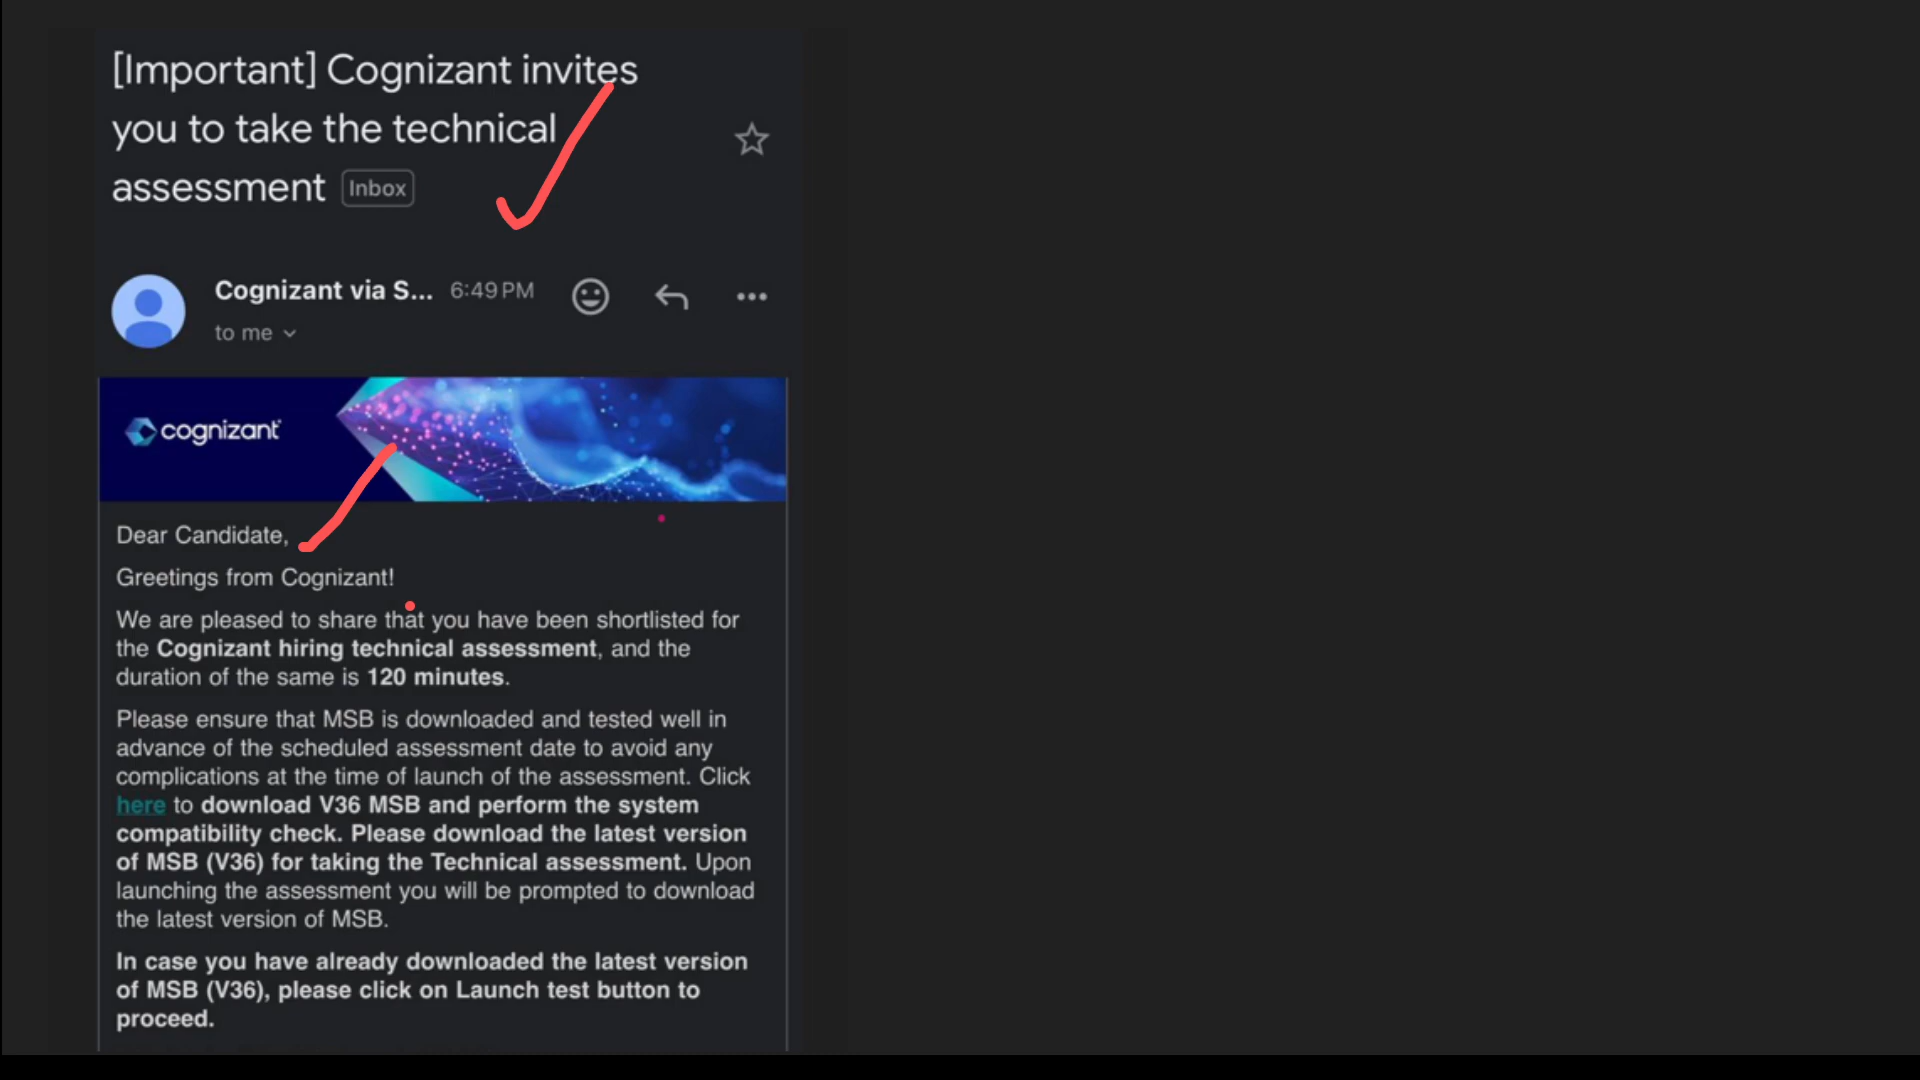 [Important] Cognizant invites
you to take the technical
assessment Inbox
Cognizant via S... 6:49 PM
to me
cognizant
Dear Candidate,
Greetings from Cognizant!
We are pleased to share that you have been shortlisted for
the Cognizant hiring technical assessment, and the
duration of the same is 120 minutes.
Please ensure that MSB is downloaded and tested well in
advance of the scheduled assessment date to avoid any
complications at the time of launch of the assessment. Click
here to download V36 MSB and perform the system
compatibility check. Please download the latest version
of MSB (V36) for taking the Technical assessment. Upon
launching the assessment you will be prompted to download
the latest version of MSB.
In case you have already downloaded the latest version
of MSB (V36), please click on Launch test button to
proceed.